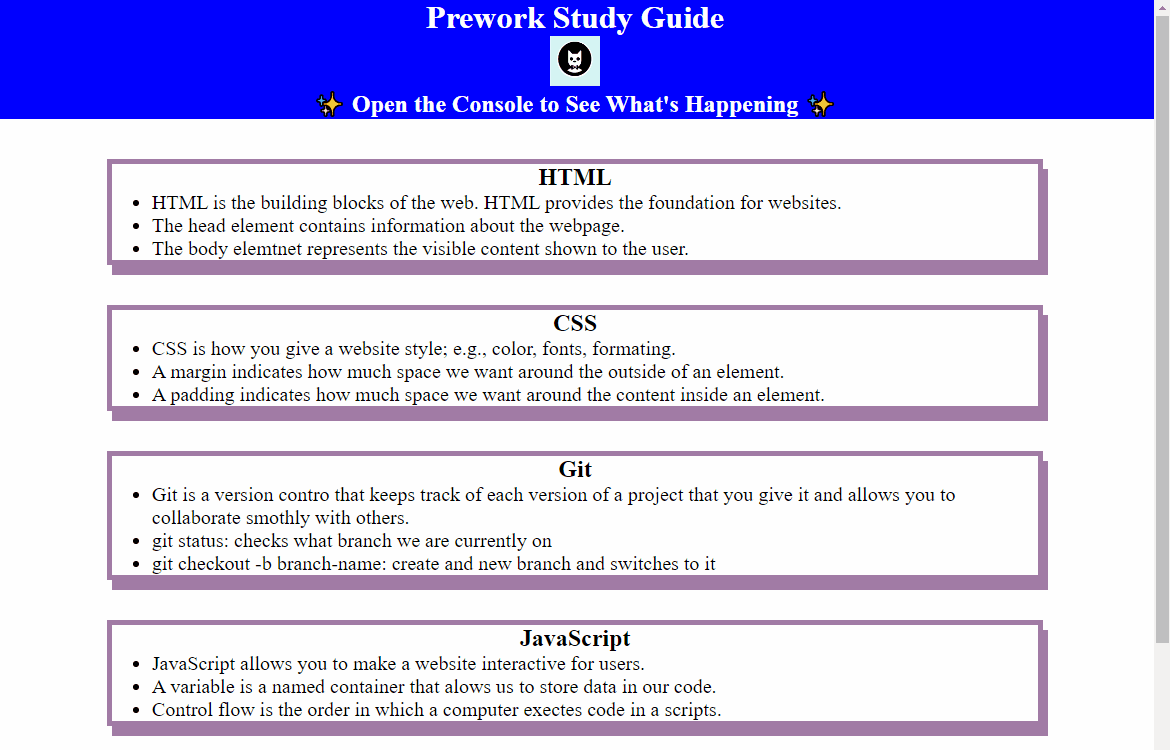 Prework Study Guide
✨ Open the Console to See What's Happening ✨
HTML
• HTML is the building blocks of the web. HTML provides the foundation for websites.
• The head element contains information about the webpage.
• The body elemtnet represents the visible content shown to the user.
CSS
• CSS is how you give a website style; e.g., color, fonts, formating.
• A margin indicates how much space we want around the outside of an element.
• A padding indicates how much space we want around the content inside an element.
Git
• Git is a version contro that keeps track of each version of a project that you give it and allows you to
collaborate smothly with others.
• git status: checks what branch we are currently on
• git checkout -b branch-name: create and new branch and switches to it
JavaScript
• JavaScript allows you to make a website interactive for users.
• A variable is a named container that alows us to store data in our code.
• Control flow is the order in which a computer exectes code in a scripts.